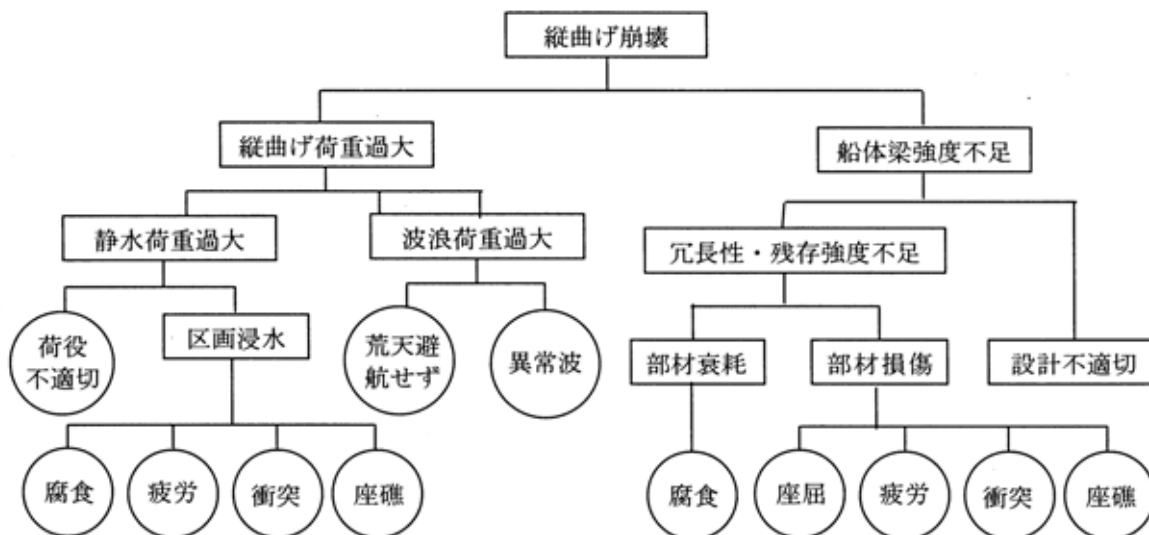 縦曲げ崩壊
縦曲げ荷重過大
船体梁強度不足
静水荷重過大
波浪荷重過大
冗長性・残存強度不足
荷役
不適切
区画浸水
荒天避
航せず
異常波
部材衰耗
部材損傷
設計不適切
腐食
疲労
衝突
座礁
腐食
座屈
疲労
衝突
座礁